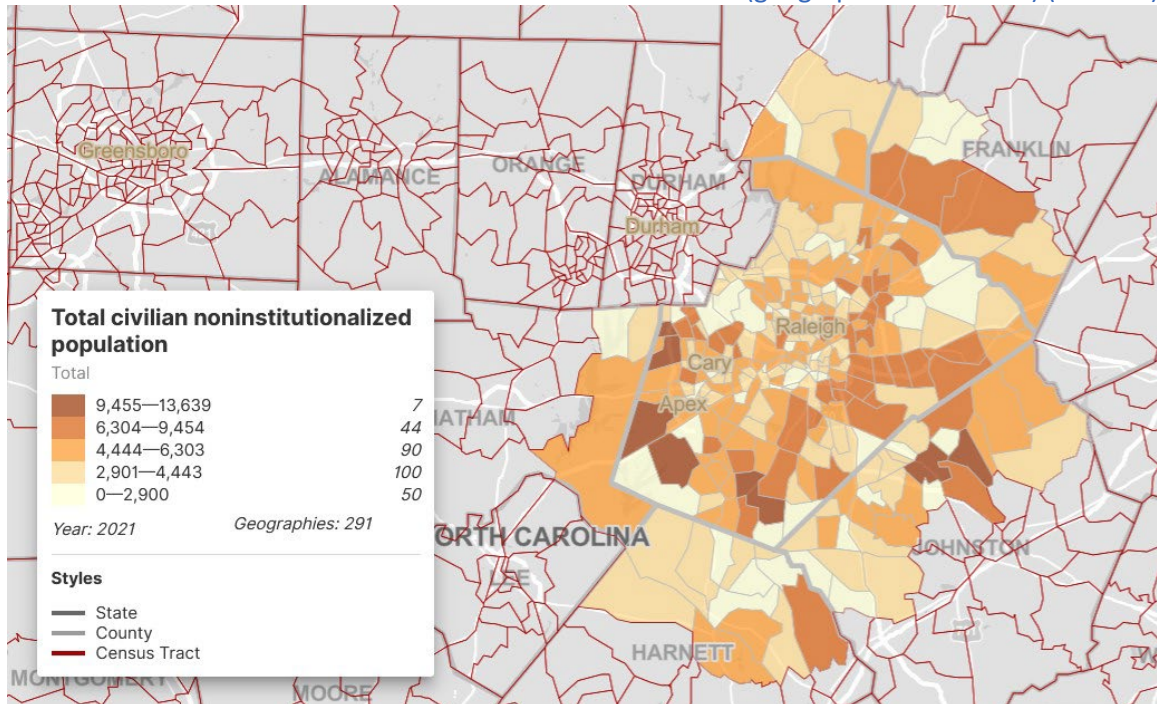 FRANKLIN
Greensboro
ALAMANCE
ORANGE
DURHAM
Durham
Raleigh
Cary
Apex
Total civilian noninstitutionalized
population
Total
9,455—13,639 7
6,304—9,454 44
4,444—6,303 90
2,901—4,443 100
0—2,900 50
Year: 2021 Geographies: 291
Styles
State
County
Census Tract
HATHAM
ORTH CAROLINA
LEE
JOHNSTON
HARNETT
MONTGOMERY
MOORE